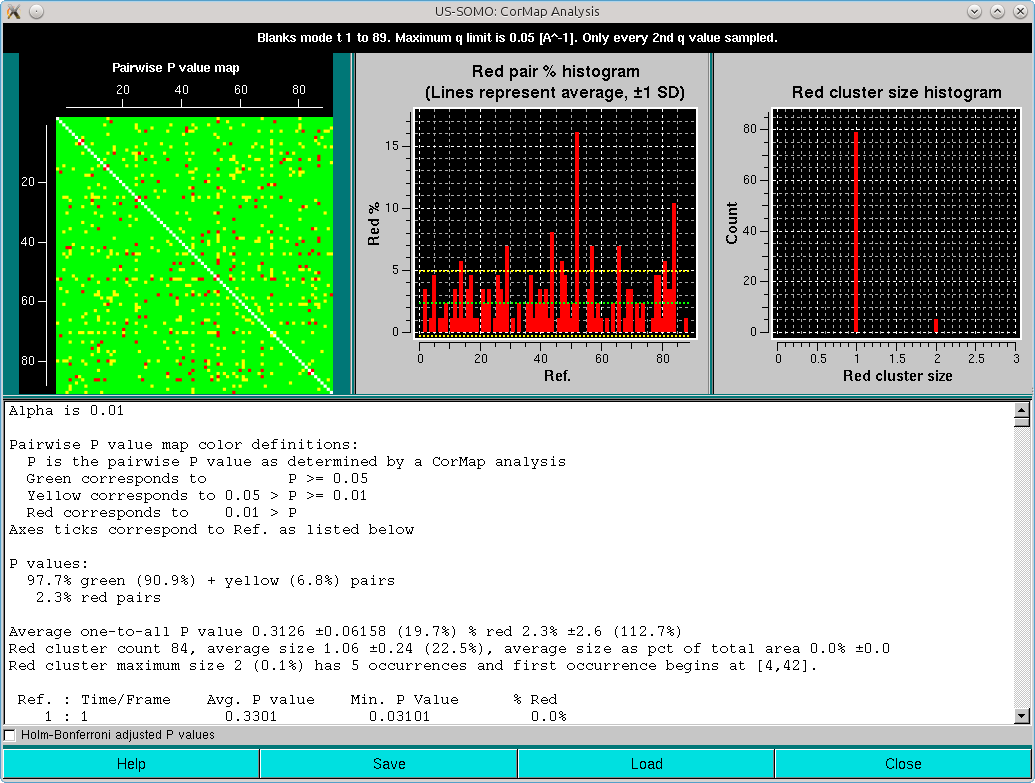 US-SOMO: CorMap Analysis
Blanks mode t 1 to 89. Maximum q limit is 0.05 [A^-1]. Only every 2nd q value sampled.
Pairwise P value map
20 40 60 80
20
40
60
80
Red pair % histogram
(Lines represent average, ±1 SD)
Red %
15
10
5
0
0 20 40 60 80
Ref.
Red cluster size histogram
Count
80
60
40
20
0
0 0.5 1 1.5 2 2.5 3
Red cluster size
Alpha is 0.01
Pairwise P value map color definitions:
P is the pairwise P value as determined by a CorMap analysis
Green corresponds to P >= 0.05
Yellow corresponds to 0.05 > P >= 0.01
Red corresponds to 0.01 > P
Axes ticks correspond to Ref. as listed below
P values:
97.7% green (90.9%) + yellow (6.8%) pairs
2.3% red pairs
Average one-to-all P value 0.3126 ±0.06158 (19.7%) % red 2.3% ±2.6 (112.7%)
Red cluster count 84, average size 1.06 ±0.24 (22.5%), average size as pct of total area 0.0% ±0.0
Red cluster maximum size 2 (0.1%) has 5 occurrences and first occurrence begins at [4,42].
Ref. : Time/Frame Avg. P value Min. P Value % Red
1 : 1 0.3301 0.03101 0.0%
Holm-Bonferroni adjusted P values
Help Save Load Close